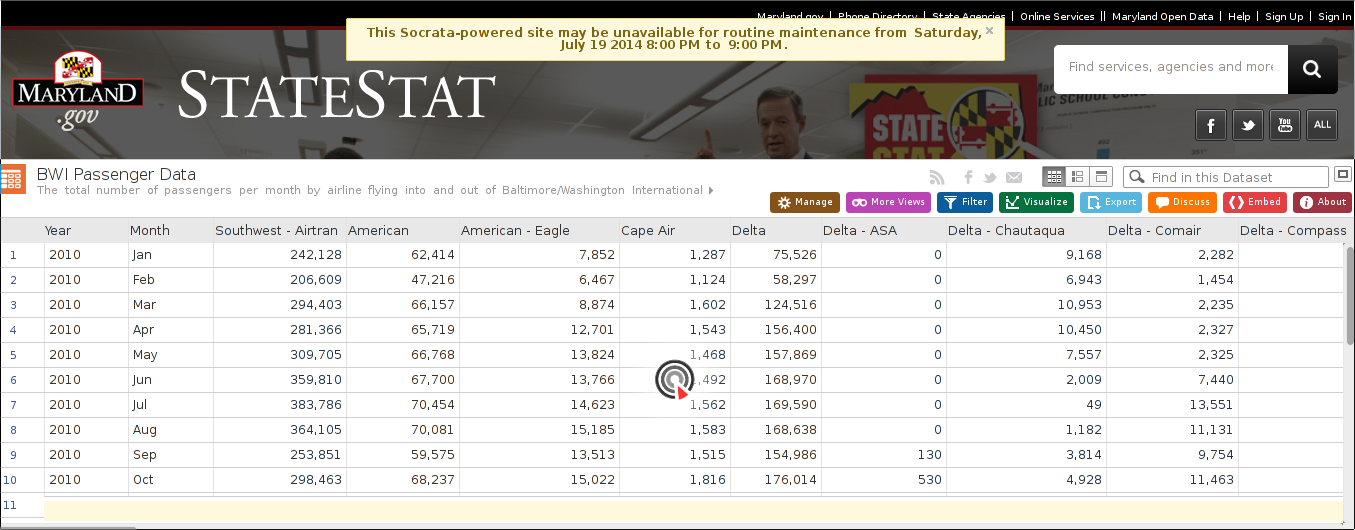 Maryland.gov | Phone Directory | State Agencies | Online Services || Maryland Open Data | Help | Sign Up | Sign In
This Socrata-powered site may be unavailable for routine maintenance from Saturday, ×
July 19 2014 8:00 PM to 9:00 PM.
MARYLAND
.gov
STATESTAT
STATE
STAT
LIC SCHOOL CON
Find services, agencies and more
f You Tube ALL
BWI Passenger Data
The total number of passengers per month by airline flying into and out of Baltimore/Washington International
Find in this Dataset
Manage More Views Filter Visualize Export Discuss Embed About
Year Month Southwest - Airtran American American - Eagle Cape Air Delta Delta - ASA Delta - Chautaqua Delta - Comair Delta - Compass
1 2010 Jan 242,128 62,414 7,852 1,287 75,526 0 9,168 2,282
2 2010 Feb 206,609 47,216 6,467 1,124 58,297 0 6,943 1,454
3 2010 Mar 294,403 66,157 8,874 1,602 124,516 0 10,953 2,235
4 2010 Apr 281,366 65,719 12,701 1,543 156,400 0 10,450 2,327
5 2010 May 309,705 66,768 13,824 1,468 157,869 0 7,557 2,325
6 2010 Jun 359,810 67,700 13,766 ,492 168,970 0 2,009 7,440
7 2010 Jul 383,786 70,454 14,623 1,562 169,590 0 49 13,551
8 2010 Aug 364,105 70,081 15,185 1,583 168,638 0 1,182 11,131
9 2010 Sep 253,851 59,575 13,513 1,515 154,986 130 3,814 9,754
10 2010 Oct 298,463 68,237 15,022 1,816 176,014 530 4,928 11,463
11